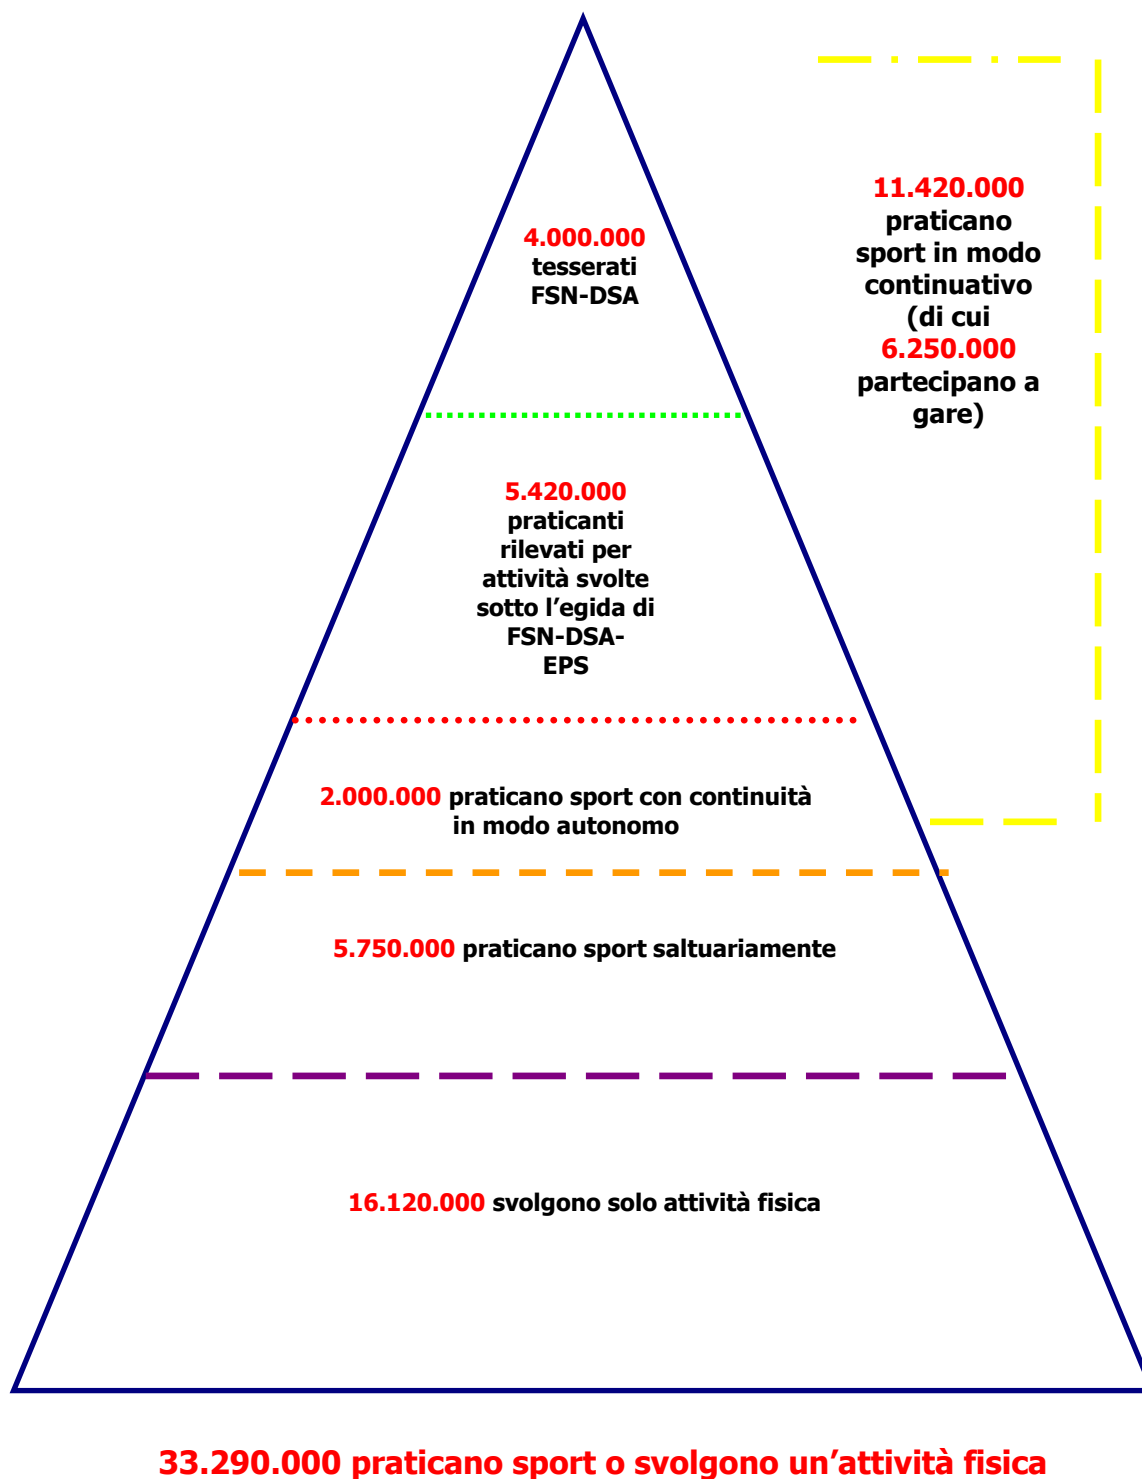 4.000.000
tesserati
FSN-DSA
11.420.000
praticano
sport in modo
continuativo
(di cui
6.250.000
partecipano a
gare)
5.420.000
praticanti
rilevati per
attività svolte
sotto l’egida di
FSN-DSA-
EPS
2.000.000 praticano sport con continuità
in modo autonomo
5.750.000 praticano sport saltuariamente
16.120.000 svolgono solo attività fisica
33.290.000 praticano sport o svolgono un’attività fisica